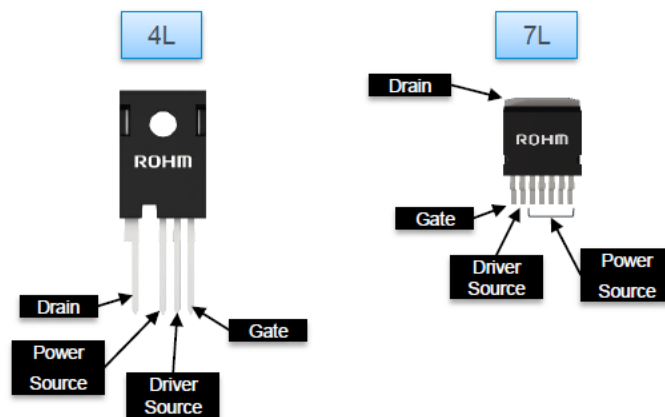 4L
7L
Drain
ROHM
ROHM
Gate
Driver
Source
Power
Source
Drain
Gate
Power
Source
Driver
Source